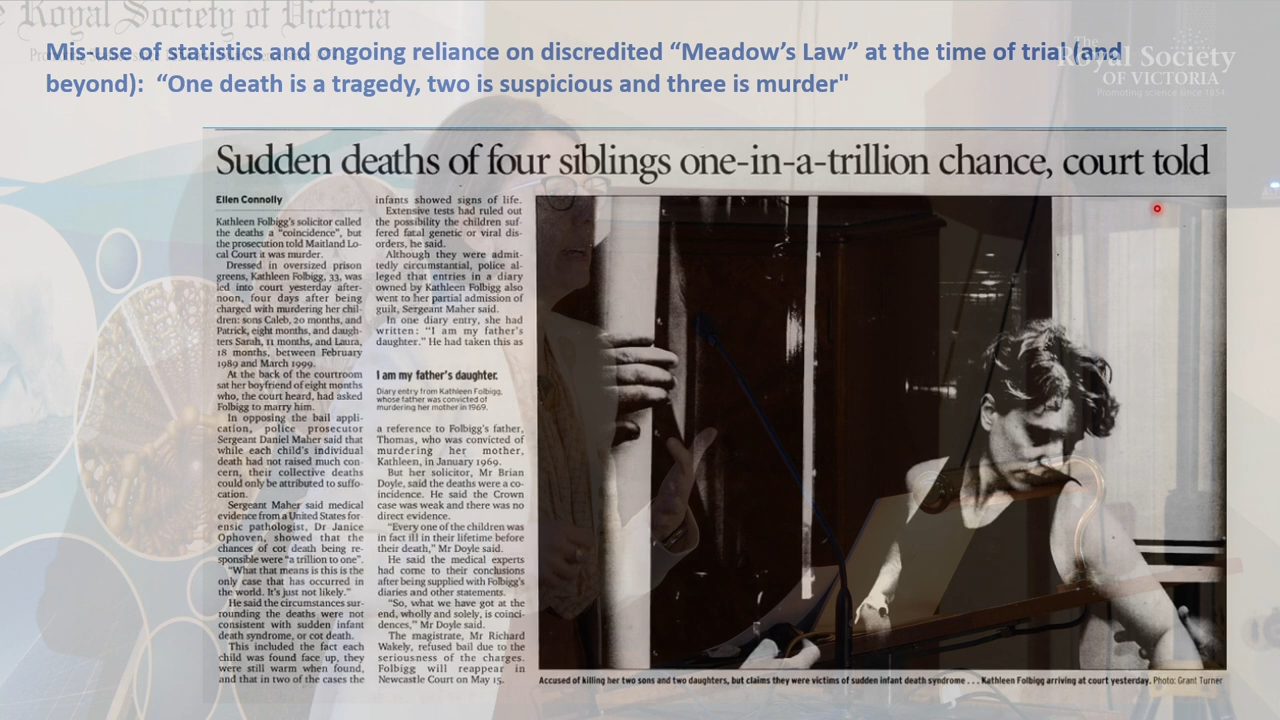 Royal Society of Victoria
Mis-use of statistics and ongoing reliance on discredited “Meadow’s Law” at the time of trial (and
beyond): “One death is a tragedy, two is suspicious and three is murder"
The
Royal Society
OF VICTORIA
Promoting science since 1854
Sudden deaths of four siblings one-in-a-trillion chance, court told
Ellen Connolly
Kathleen Folbigg’s solicitor called
the deaths a “coincidence”, but
the prosecution told Maitland Lo-
cal Court it was murder.
Dressed in oversized prison
greens, Kathleen Folbigg, 33, was
led into court yesterday after-
noon, four days after being
charged with murdering her chil-
dren: sons Caleb, 20 months, and
Patrick, eight months, and daugh-
ters Sarah, 11 months, and Laura,
18 months, between February
1989 and March 1999.
At the back of the courtroom
sat her boyfriend of eight months
who, the court heard, had asked
Folbigg to marry him.
In opposing the bail appli-
cation, police prosecutor
Sergeant Daniel Maher said that
while each child’s individual
death had not raised much con-
cern, their collective deaths
could only be attributed to suffo-
cation.
Sergeant Maher said medical
evidence from a United States for-
ensic pathologist, Dr Janice
Ophoven, showed that the
chances of cot death being re-
sponsible were “a trillion to one”.
“What that means is this is the
only case that has occurred in
the world. It’s just not likely.”
He said the circumstances sur-
rounding the deaths were not
consistent with sudden infant
death syndrome, or cot death.
This included the fact each
child was found face up, they
were still warm when found,
and that in two of the cases the
infants showed signs of life.
Extensive tests had ruled out
the possibility the children suf-
fered fatal genetic or viral dis-
orders, he said.
Although they were admit-
tedly circumstantial, police al-
leged that entries in a diary
owned by Kathleen Folbigg also
went to her partial admission of
guilt, Sergeant Maher said.
In one diary entry, she had
written: “I am my father’s
daughter.” He had taken this as
I am my father’s daughter.
Diary entry from Kathleen Folbigg,
whose father was convicted of
murdering her mother in 1969.
a reference to Folbigg’s father,
Thomas, who was convicted of
murdering her mother,
Kathleen, in January 1969.
But her solicitor, Mr Brian
Doyle, said the deaths were a co-
incidence. He said the Crown
case was weak and there was no
direct evidence.
“Every one of the children was
in fact ill in their lifetime before
their death,” Mr Doyle said.
He said the medical experts
had come to their conclusions
after being supplied with Folbigg’s
diaries and other statements.
“So, what we have got at the
end, wholly and solely, is coinci-
dences,” Mr Doyle said.
The magistrate, Mr Richard
Wakely, refused bail due to the
seriousness of the charges.
Folbigg will reappear in
Newcastle Court on May 15.
Accused of killing her two sons and two daughters, but claims they were victims of sudden infant death syndrome . . . Kathleen Folbigg arriving at court yesterday. Photo: Grant Turner